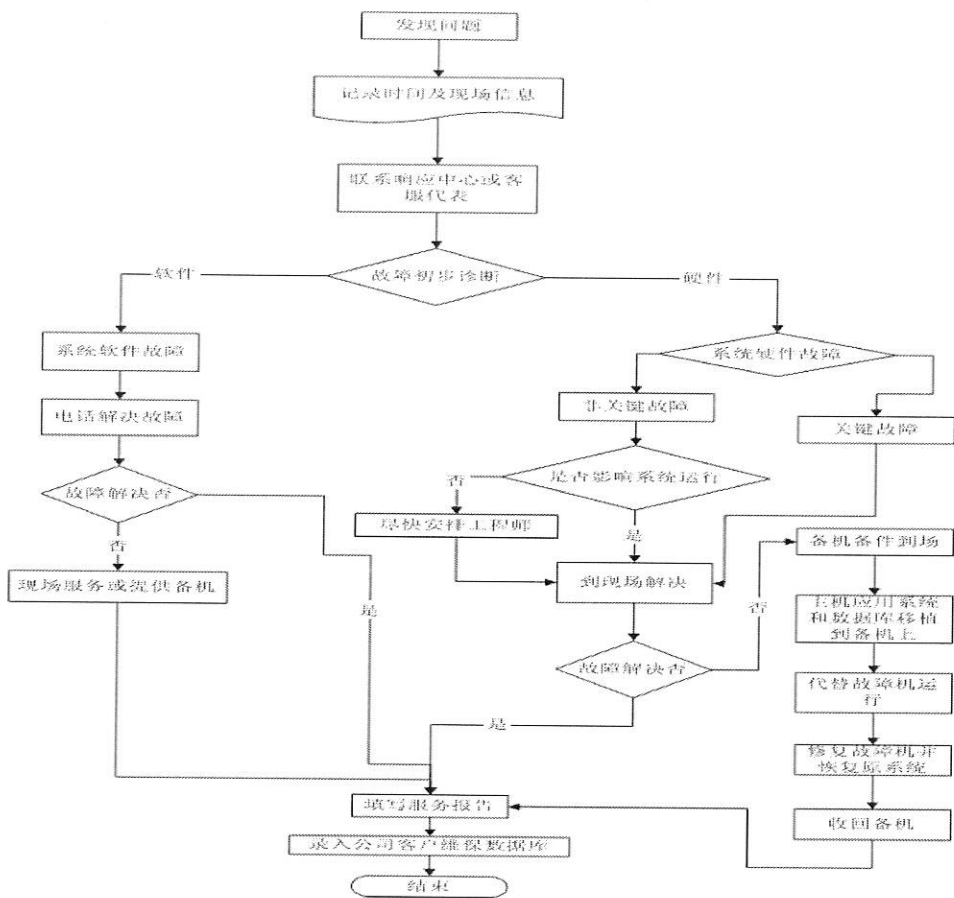 发现问题
记录时间及现场信息
联系响应中心或客
服代表
软件
故障初步诊断
硬件
系统软件故障
系统硬件故障
电话解决故障
非关键故障
关键故障
故障解决否
是否影响系统运行
否
否
尽快安排工程师
是
备机备件到场
现场服务或提供备机
到现场解决
是
否
主机应用系统
和数据库移植
到备机上
故障解决否
代替故障机运
行
是
修复故障机并
恢复原系统
填写服务报告
收回备机
录入公司客户维保数据库
结束